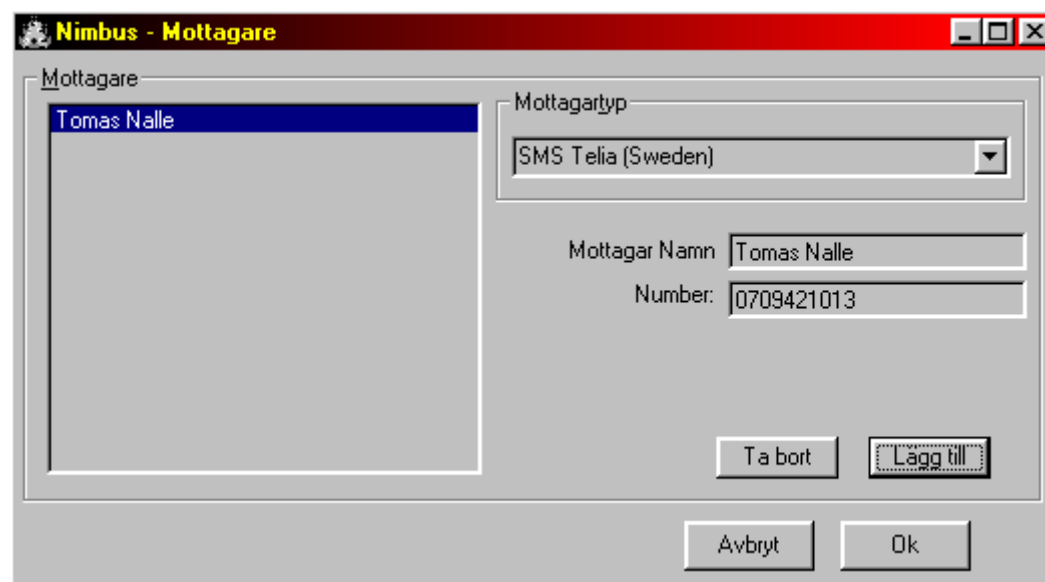 Nimbus - Mottagare
Mottagare
Tomas Nalle
Mottagartyp
SMS Telia (Sweden)
Mottagar Namn Tomas Nalle
Number: 0709421013
Ta bort Lägg till
Avbryt Ok